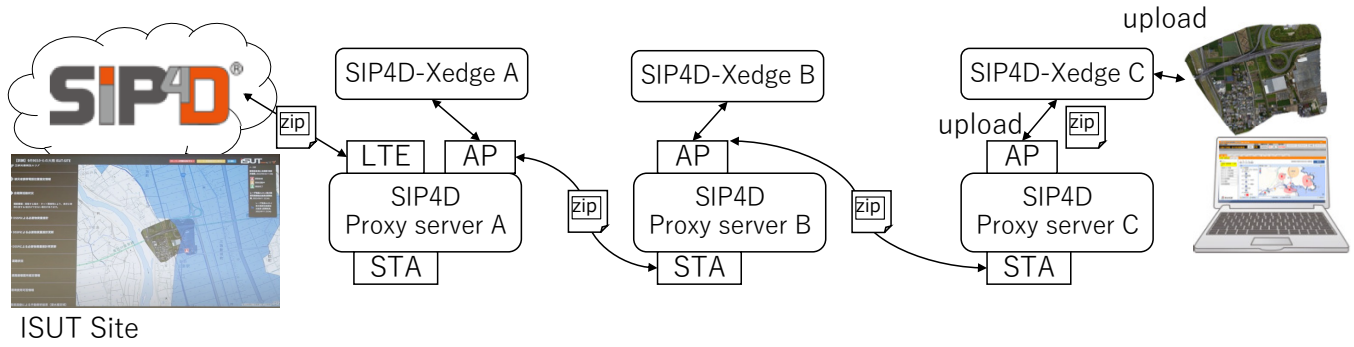 upload
SIP4D®
SIP4D-Xedge A
SIP4D-Xedge B
SIP4D-Xedge C
zip
upload
zip
LTE
AP
AP
AP
SIP4D
Proxy server A
zip
SIP4D
Proxy server B
zip
SIP4D
Proxy server C
STA
STA
STA
ISUT Site